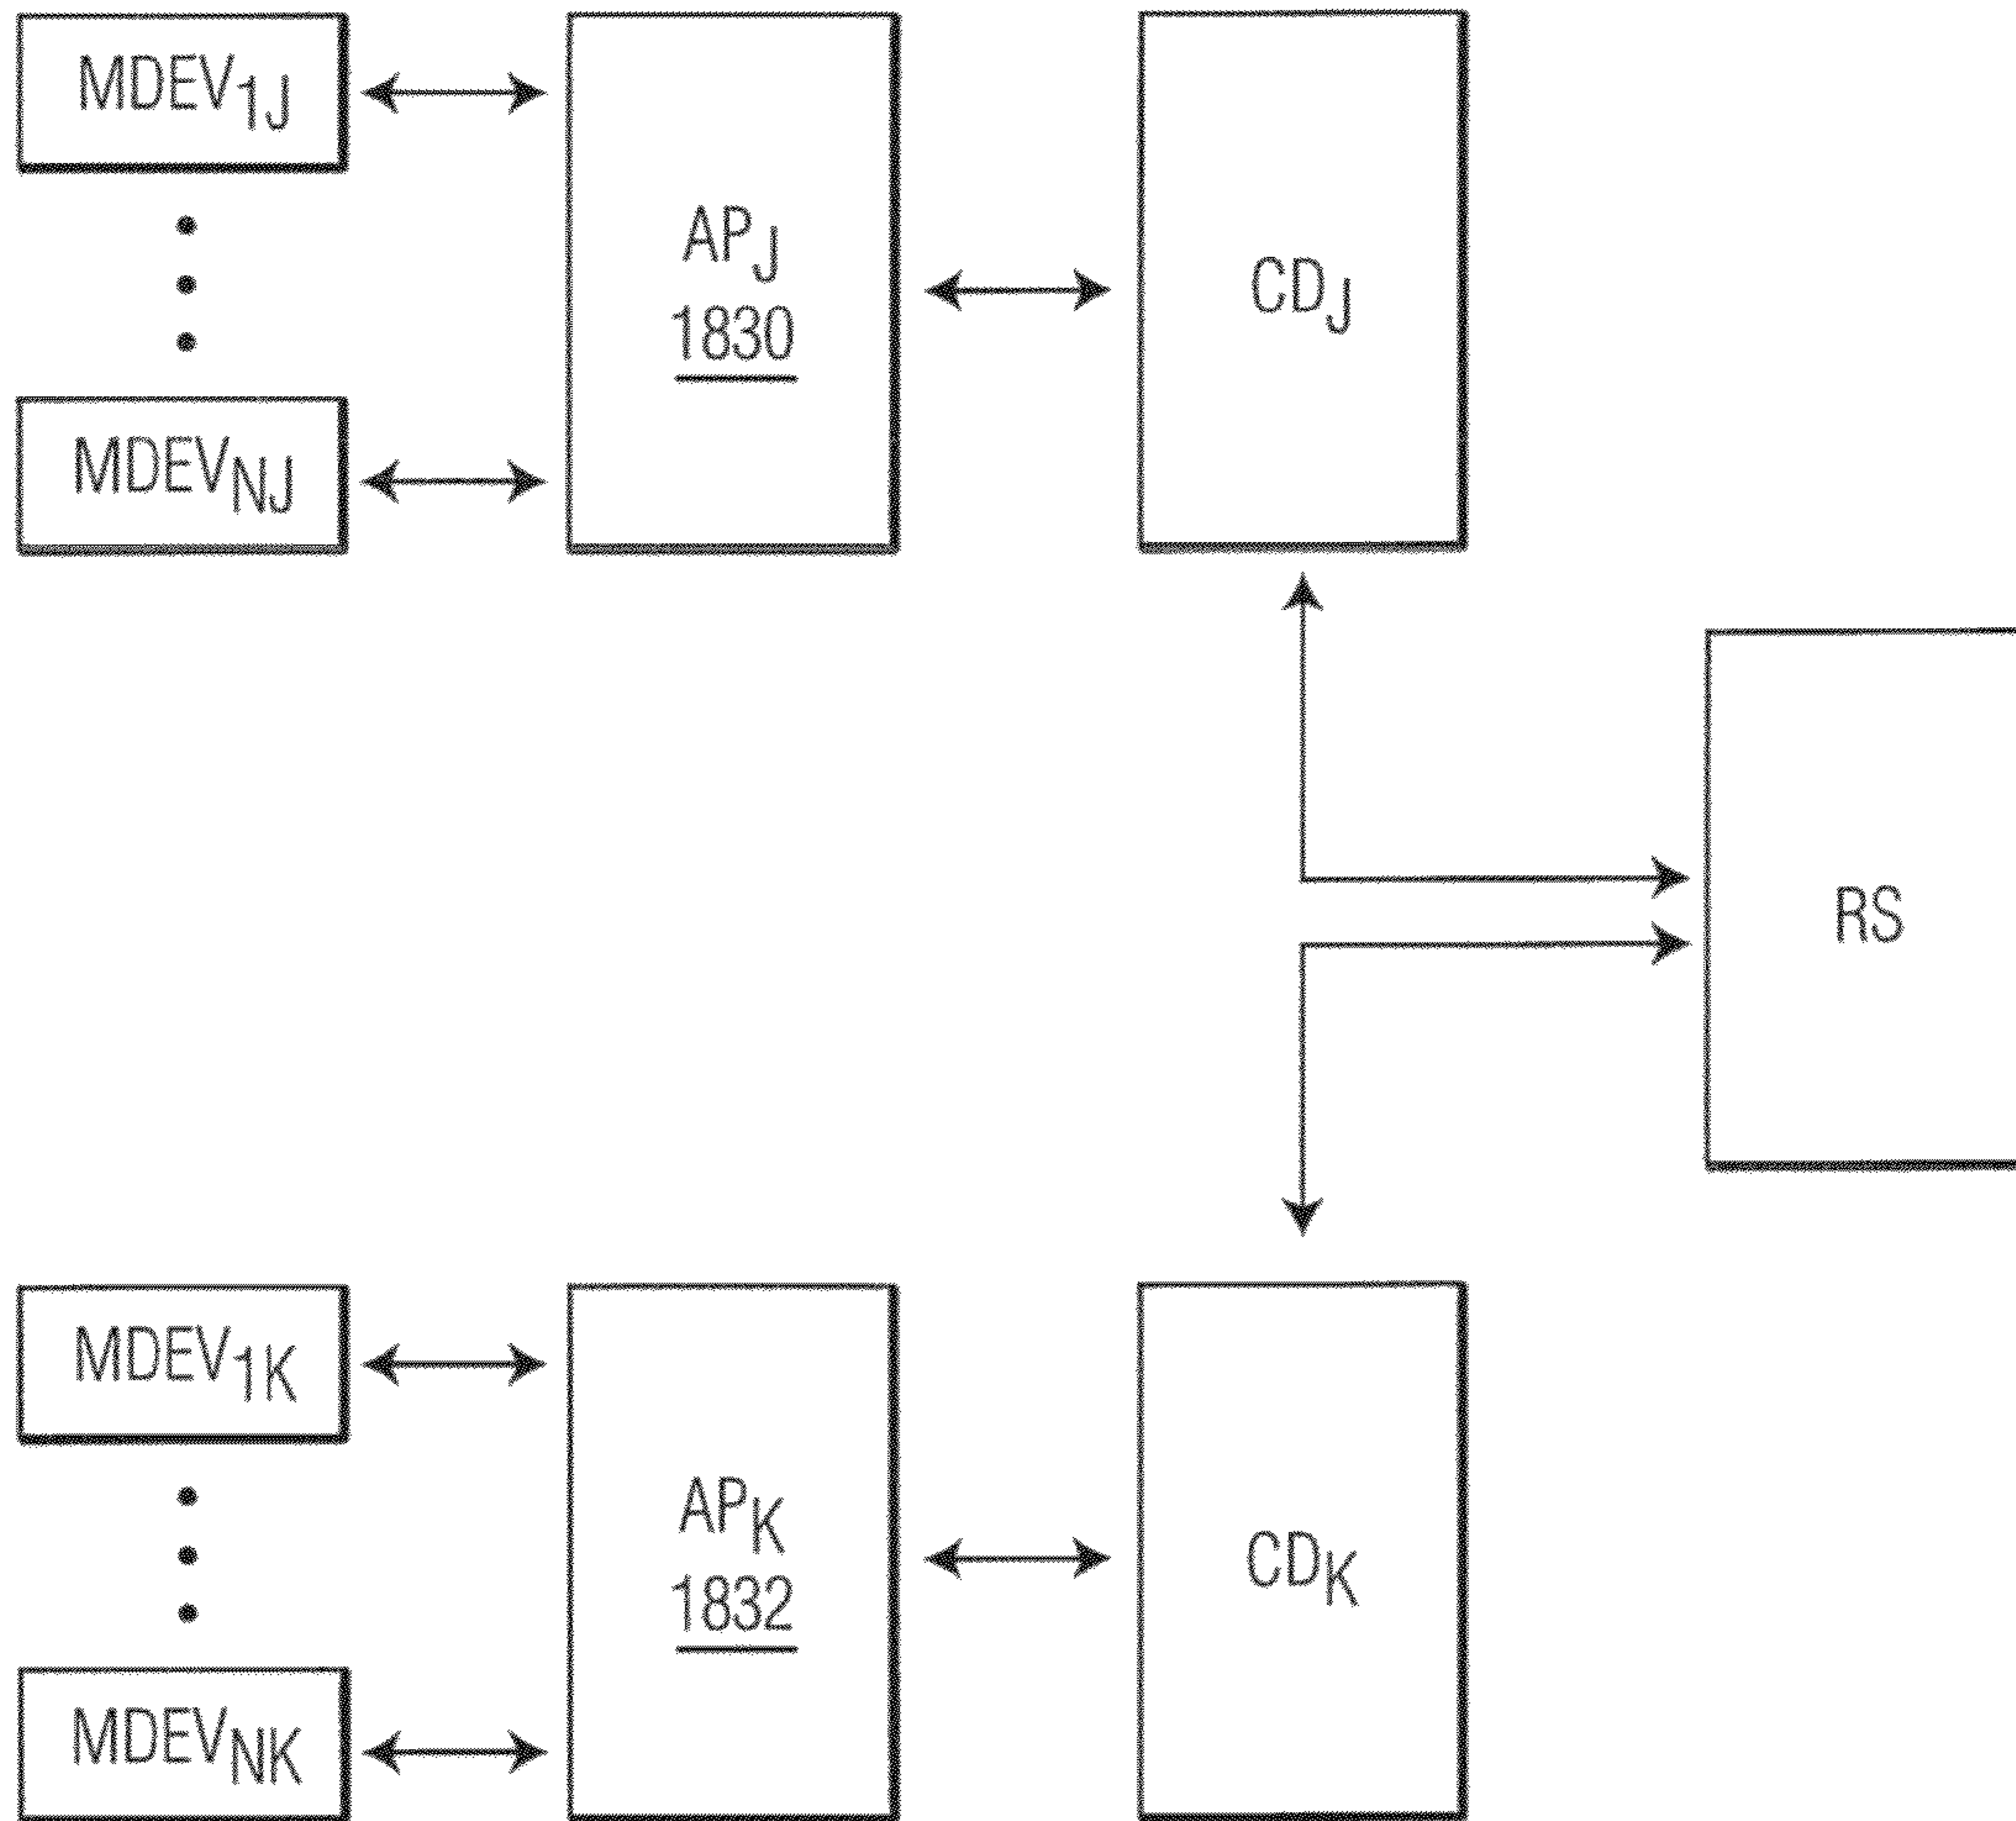 MDEV1J
APJ
1830
CDJ
MDEVNJ
RS
MDEV1K
APK
1832
CDK
MDEVNK